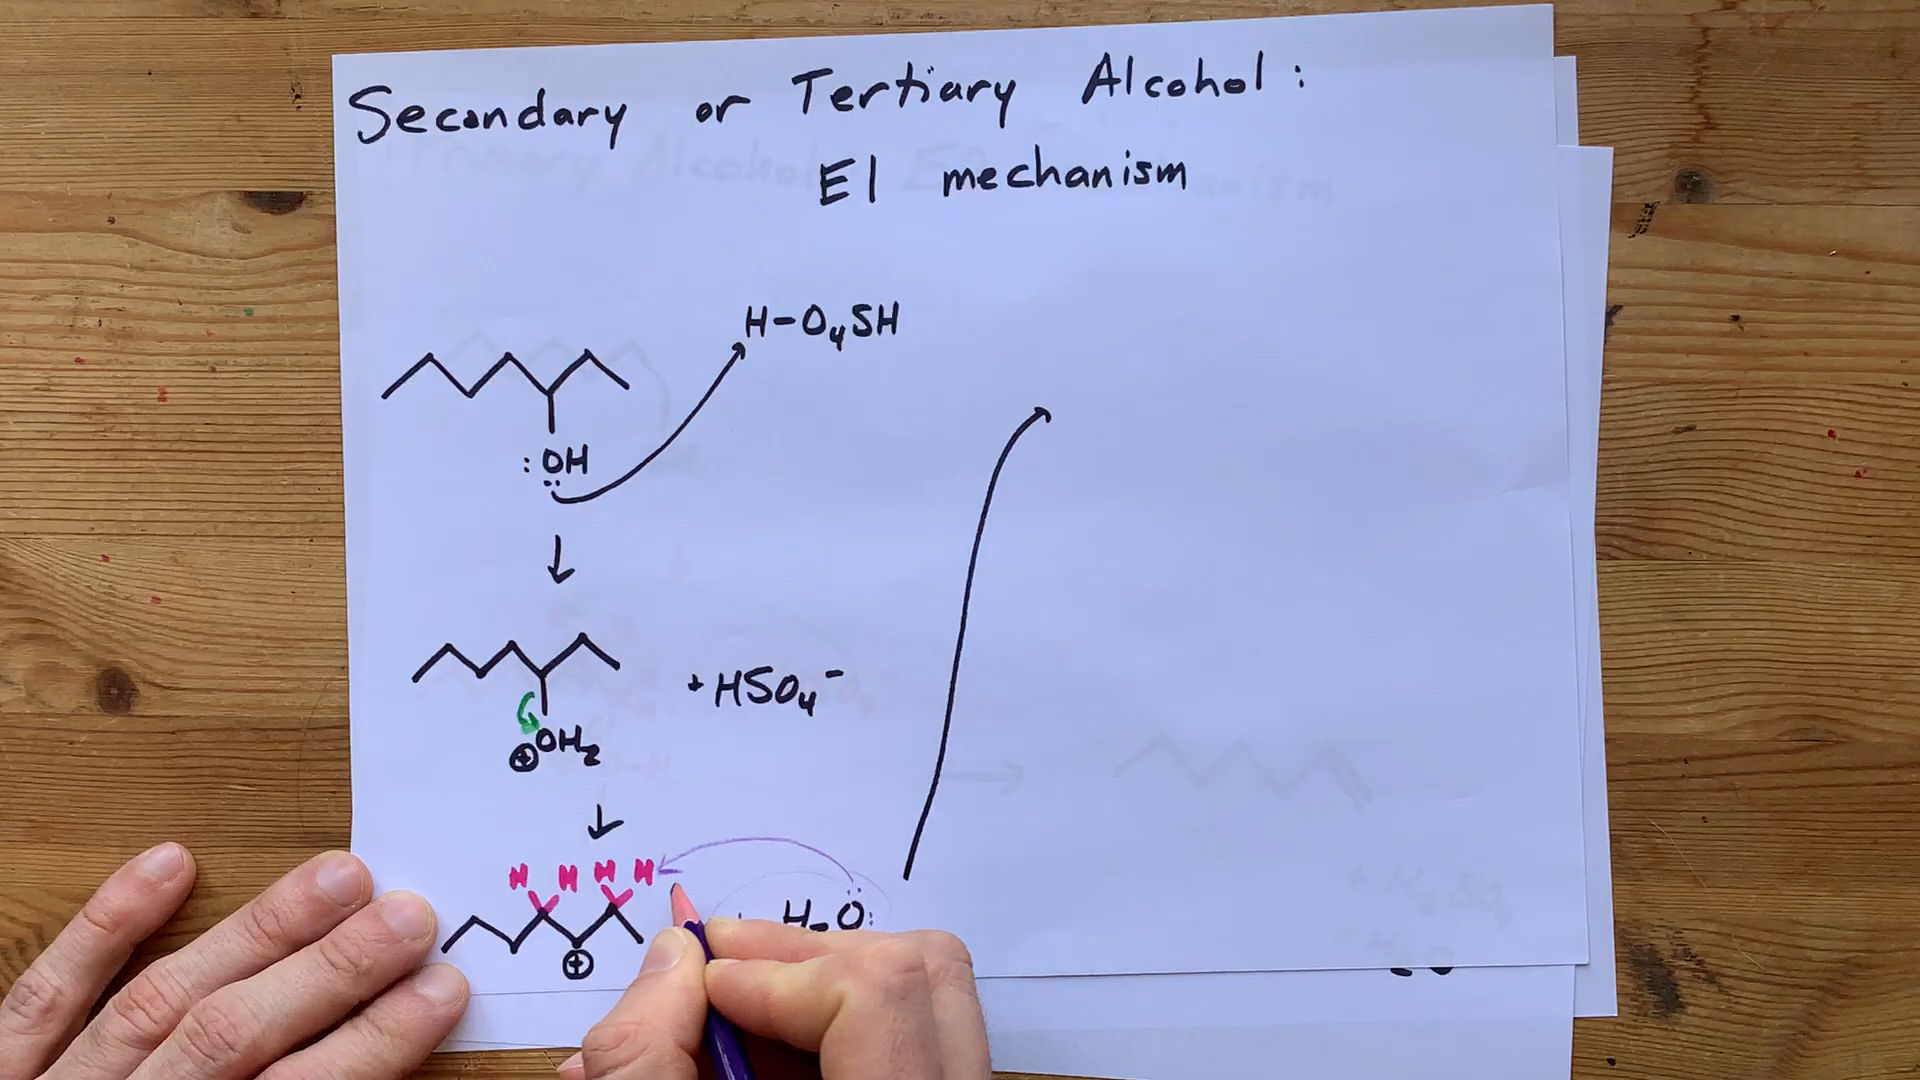 Secondary or Tertiary Alcohol:
E1 mechanism
H-O4SH
:OH
⊕OH2
+ HSO4-
H H H H
+ H2O:
⊕